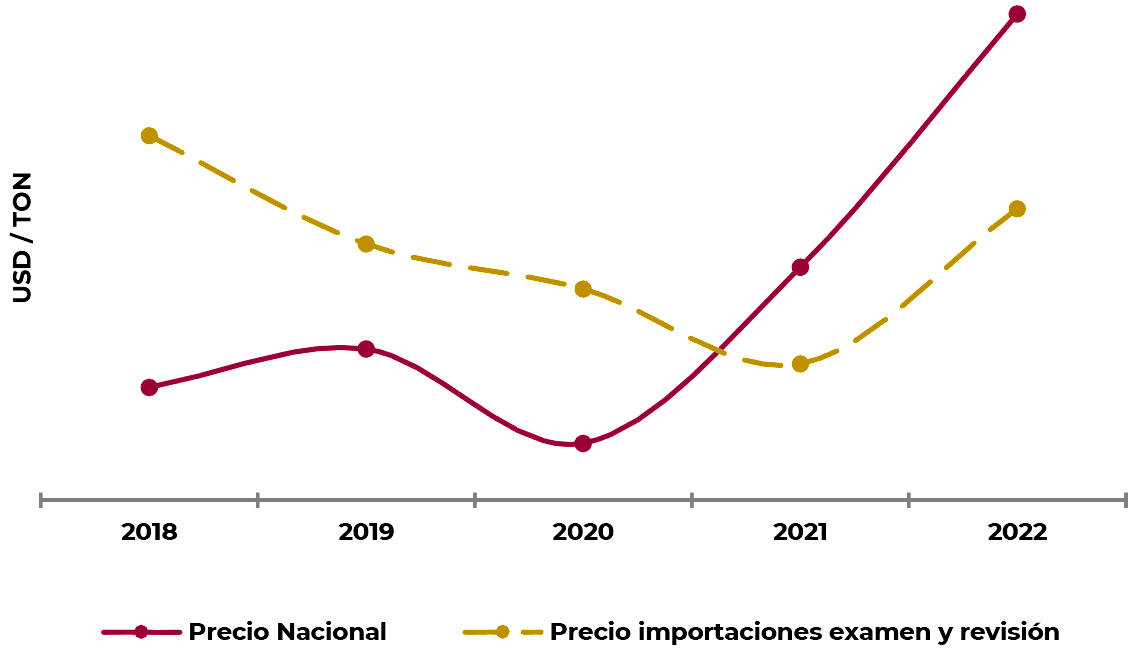 USD / TON
2018 2019 2020 2021 2022
Precio Nacional Precio importaciones examen y revisión